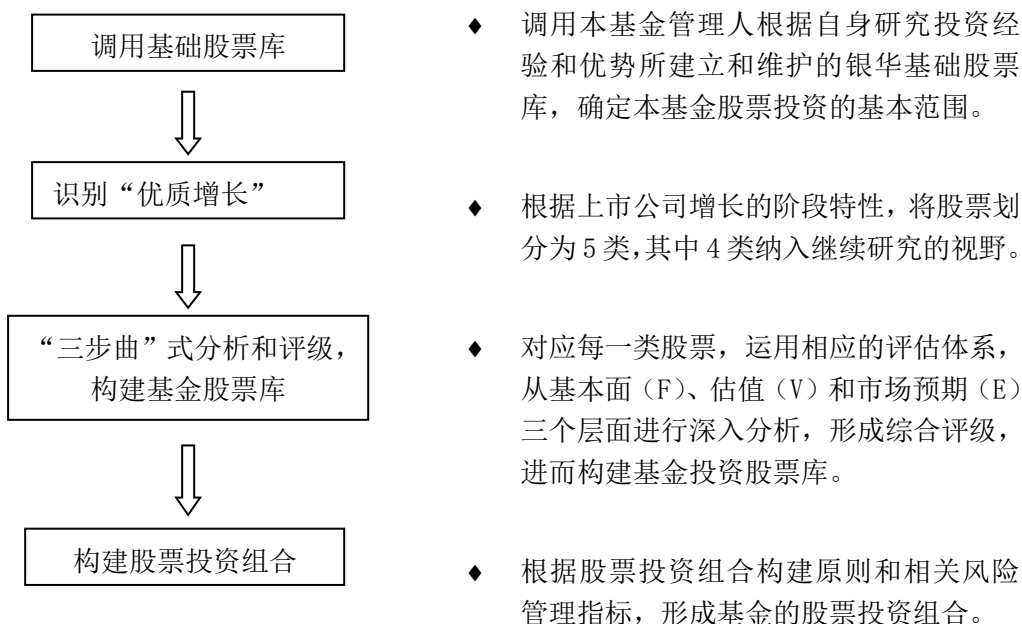 调用基础股票库
♦ 调用本基金管理人根据自身研究投资经
验和优势所建立和维护的银华基础股票
库，确定本基金股票投资的基本范围。
识别“优质增长”
♦ 根据上市公司增长的阶段特性，将股票划
分为5类，其中4类纳入继续研究的视野。
“三步曲”式分析和评级，
构建基金股票库
♦ 对应每一类股票，运用相应的评估体系，
从基本面（F）、估值（V）和市场预期（E）
三个层面进行深入分析，形成综合评级，
进而构建基金投资股票库。
构建股票投资组合
♦ 根据股票投资组合构建原则和相关风险
管理指标，形成基金的股票投资组合。